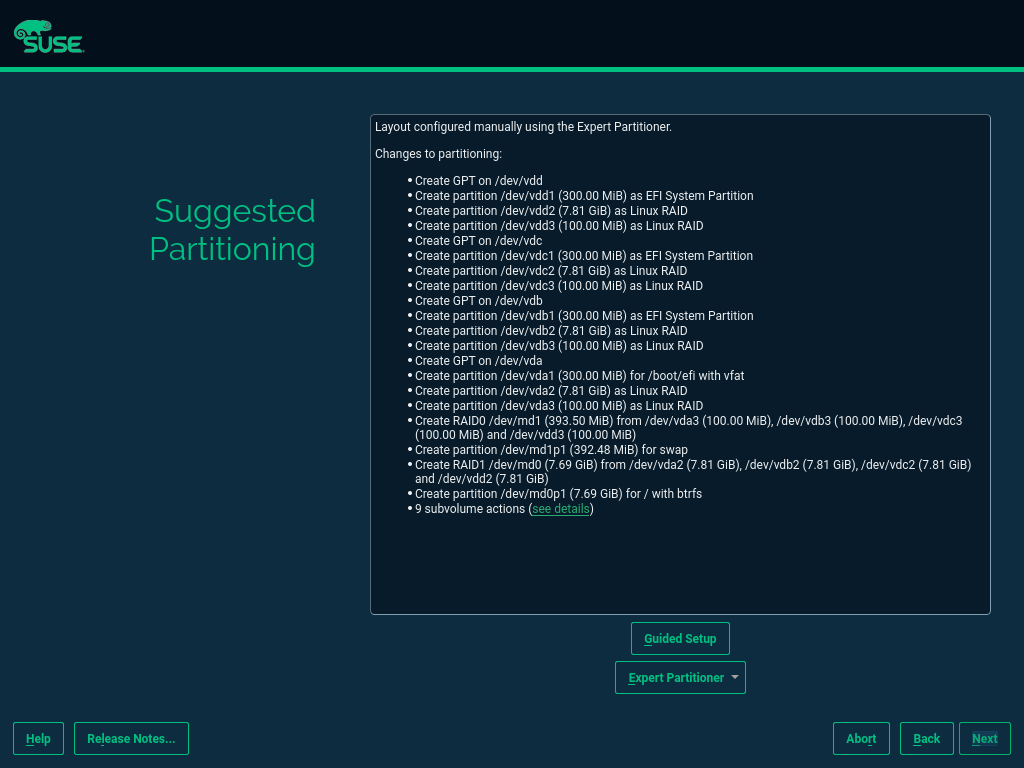 SUSE
Suggested
Partitioning
Layout configured manually using the Expert Partitioner.
Changes to partitioning:
• Create GPT on /dev/vdd
• Create partition /dev/vdd1 (300.00 MiB) as EFI System Partition
• Create partition /dev/vdd2 (7.81 GiB) as Linux RAID
• Create partition /dev/vdd3 (100.00 MiB) as Linux RAID
• Create GPT on /dev/vdc
• Create partition /dev/vdc1 (300.00 MiB) as EFI System Partition
• Create partition /dev/vdc2 (7.81 GiB) as Linux RAID
• Create partition /dev/vdc3 (100.00 MiB) as Linux RAID
• Create GPT on /dev/vdb
• Create partition /dev/vdb1 (300.00 MiB) as EFI System Partition
• Create partition /dev/vdb2 (7.81 GiB) as Linux RAID
• Create partition /dev/vdb3 (100.00 MiB) as Linux RAID
• Create GPT on /dev/vda
• Create partition /dev/vda1 (300.00 MiB) for /boot/efi with vfat
• Create partition /dev/vda2 (7.81 GiB) as Linux RAID
• Create partition /dev/vda3 (100.00 MiB) as Linux RAID
• Create RAID0 /dev/md1 (393.50 MiB) from /dev/vda3 (100.00 MiB), /dev/vdb3 (100.00 MiB), /dev/vdc3
(100.00 MiB) and /dev/vdd3 (100.00 MiB)
• Create partition /dev/md1p1 (392.48 MiB) for swap
• Create RAID1 /dev/md0 (7.69 GiB) from /dev/vda2 (7.81 GiB), /dev/vdb2 (7.81 GiB), /dev/vdc2 (7.81 GiB)
and /dev/vdd2 (7.81 GiB)
• Create partition /dev/md0p1 (7.69 GiB) for / with btrfs
• 9 subvolume actions (see details)
Guided Setup
Expert Partitioner
Help
Release Notes...
Abort
Back
Next